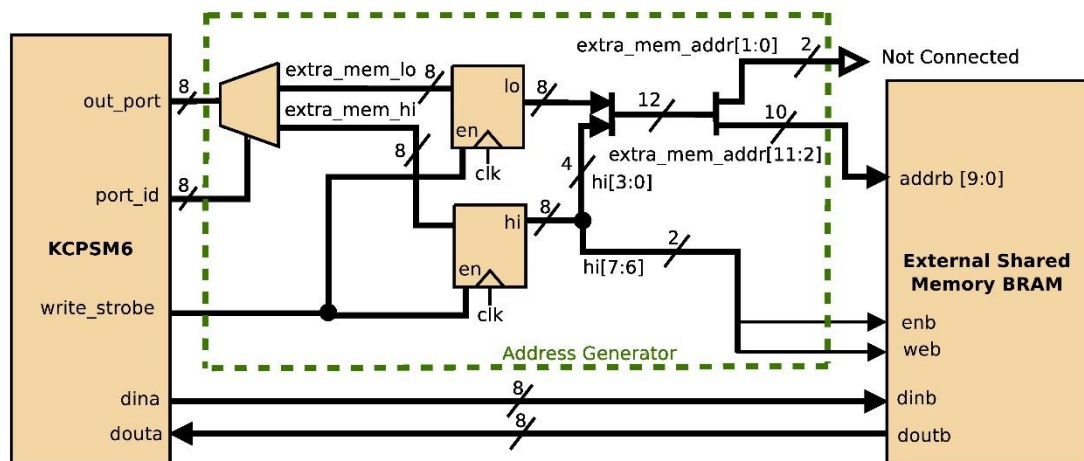 extra_mem_addr[1:0]
2
Not Connected
extra_mem_lo
8
lo
8
12
10
out_port
8
extra_mem_hi
8
en
clk
extra_mem_addr[11:2]
4
hi[3:0]
addrb [9:0]
port_id
8
KCPSM6
hi
8
2
hi[7:6]
External Shared
Memory BRAM
en
clk
write_strobe
enb
web
Address Generator
dina
8
dinb
douta
8
doutb